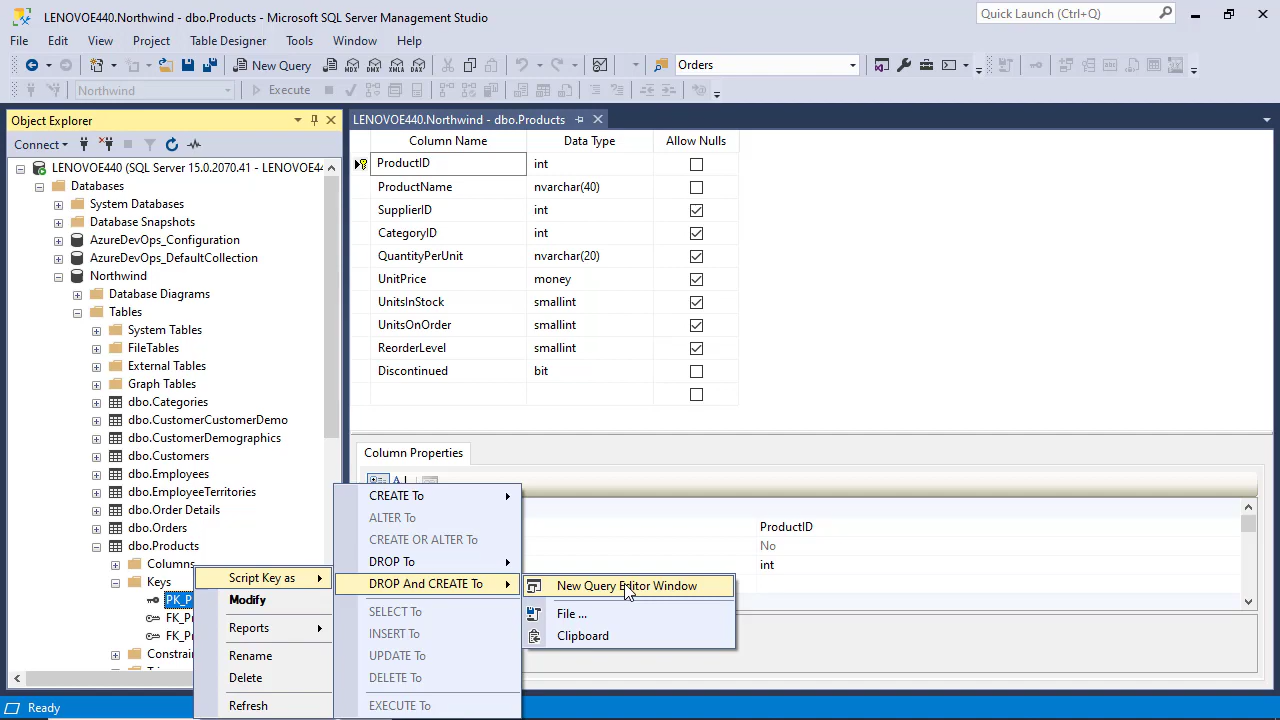 LENOVOE440.Northwind - dbo.Products - Microsoft SQL Server Management Studio
Quick Launch (Ctrl+Q)
File Edit View Project Table Designer Tools Window Help
New Query MDX DMX XMLA DAX Orders
Northwind Execute
Object Explorer
LENOVOE440.Northwind - dbo.Products
Connect
Column Name Data Type Allow Nulls
LENOVOE440 (SQL Server 15.0.2070.41 - LENOVOE44
Databases
System Databases
Database Snapshots
AzureDevOps_Configuration
AzureDevOps_DefaultCollection
Northwind
Database Diagrams
Tables
System Tables
FileTables
External Tables
Graph Tables
dbo.Categories
dbo.CustomerCustomerDemo
dbo.CustomerDemographics
dbo.Customers
dbo.Employees
dbo.EmployeeTerritories
dbo.Order Details
dbo.Orders
dbo.Products
Columns
Keys
PK_P
FK_P
FK_P
Constrai
ProductID int
ProductName nvarchar(40)
SupplierID int
CategoryID int
QuantityPerUnit nvarchar(20)
UnitPrice money
UnitsInStock smallint
UnitsOnOrder smallint
ReorderLevel smallint
Discontinued bit
Column Properties
ProductID
No
int
Script Key as
Modify
Reports
Rename
Delete
Refresh
CREATE To
ALTER To
CREATE OR ALTER To
DROP To
DROP And CREATE To
SELECT To
INSERT To
UPDATE To
DELETE To
EXECUTE To
New Query Editor Window
File ...
Clipboard
Ready